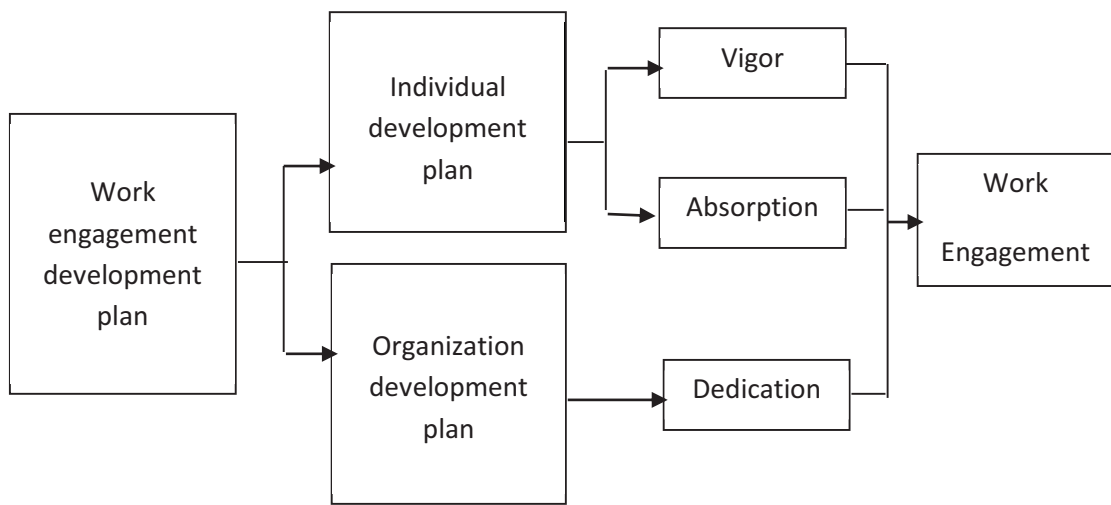 Work
engagement
development
plan
Individual
development
plan
Organization
development
plan
Vigor
Absorption
Dedication
Work
Engagement